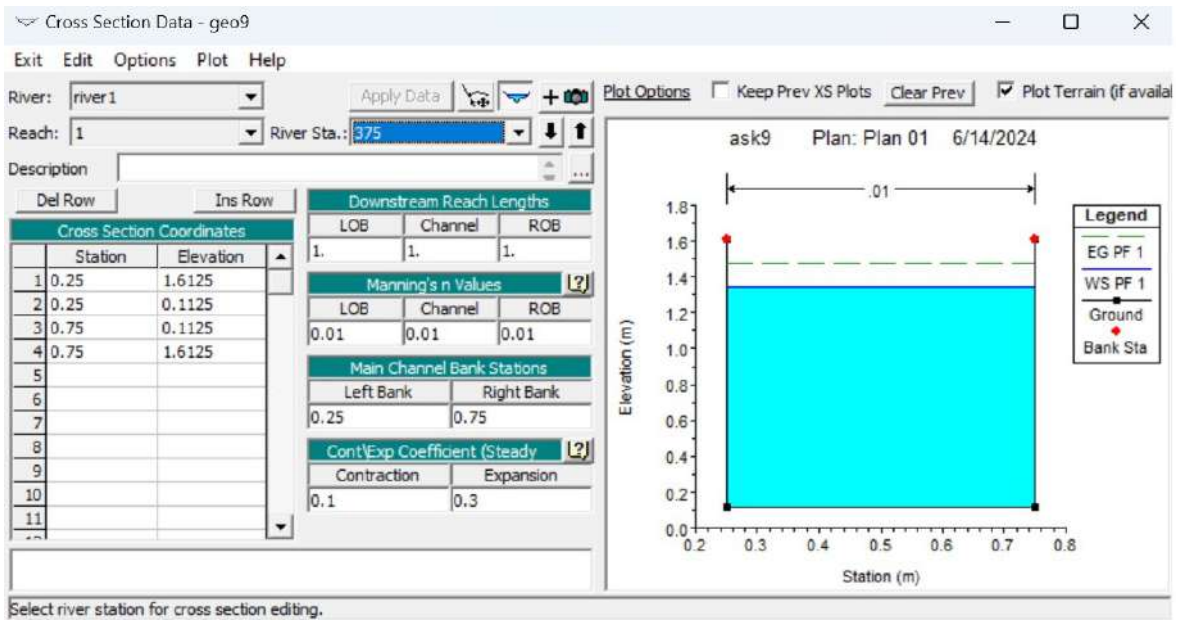 Cross Section Data - geo9
Exit Edit Options Plot Help
River: river1 Apply Data
Reach: 1 River Sta.: 375
Description ...
Del Row Ins Row
Cross Section Coordinates
Station Elevation
1 0.25 1.6125
2 0.25 0.1125
3 0.75 0.1125
4 0.75 1.6125
5
6
7
8
9
10
11
Downstream Reach Lengths
LOB Channel ROB
1. 1. 1.
Manning's n Values
LOB Channel ROB
0.01 0.01 0.01
Main Channel Bank Stations
Left Bank Right Bank
0.25 0.75
Cont\Exp Coefficient (Steady
Contraction Expansion
0.1 0.3
Select river station for cross section editing.
Plot Options Keep Prev XS Plots Clear Prev Plot Terrain (if availal
ask9 Plan: Plan 01 6/14/2024
.01
1.8
1.6
1.4
1.2
1.0
0.8
0.6
0.4
0.2
0.0
Elevation (m)
0.2 0.3 0.4 0.5 0.6 0.7 0.8
Station (m)
Legend
EG PF 1
WS PF 1
Ground
Bank Sta